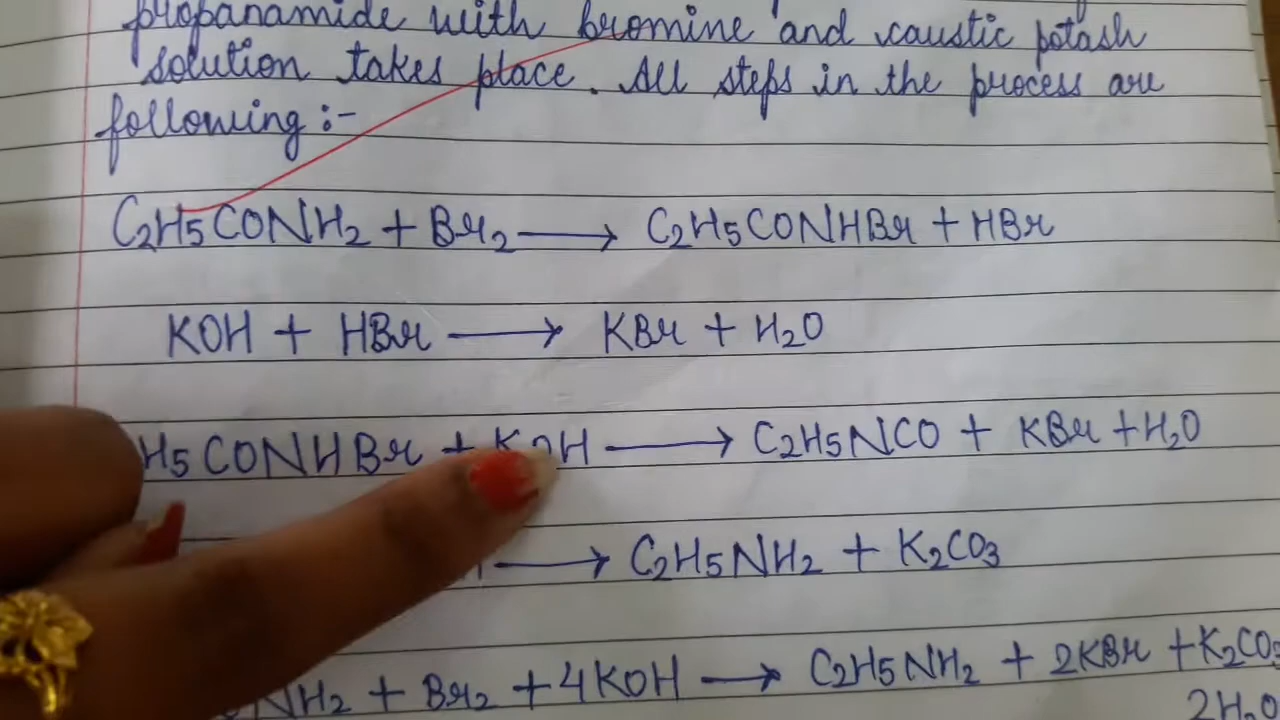 propanamide with bromine and caustic potash
solution takes place. All steps in the process are
following :-
C2H5CONH2 + Br2 ⟶ C2H5CONHBr + HBr
KOH + HBr ⟶ KBr + H2O
H5CONHBr + KOH ⟶ C2H5NCO + KBr + H2O
⟶ C2H5NH2 + K2CO3
NH2 + Br2 + 4KOH ⟶ C2H5NH2 + 2KBr + K2CO3
2H2O